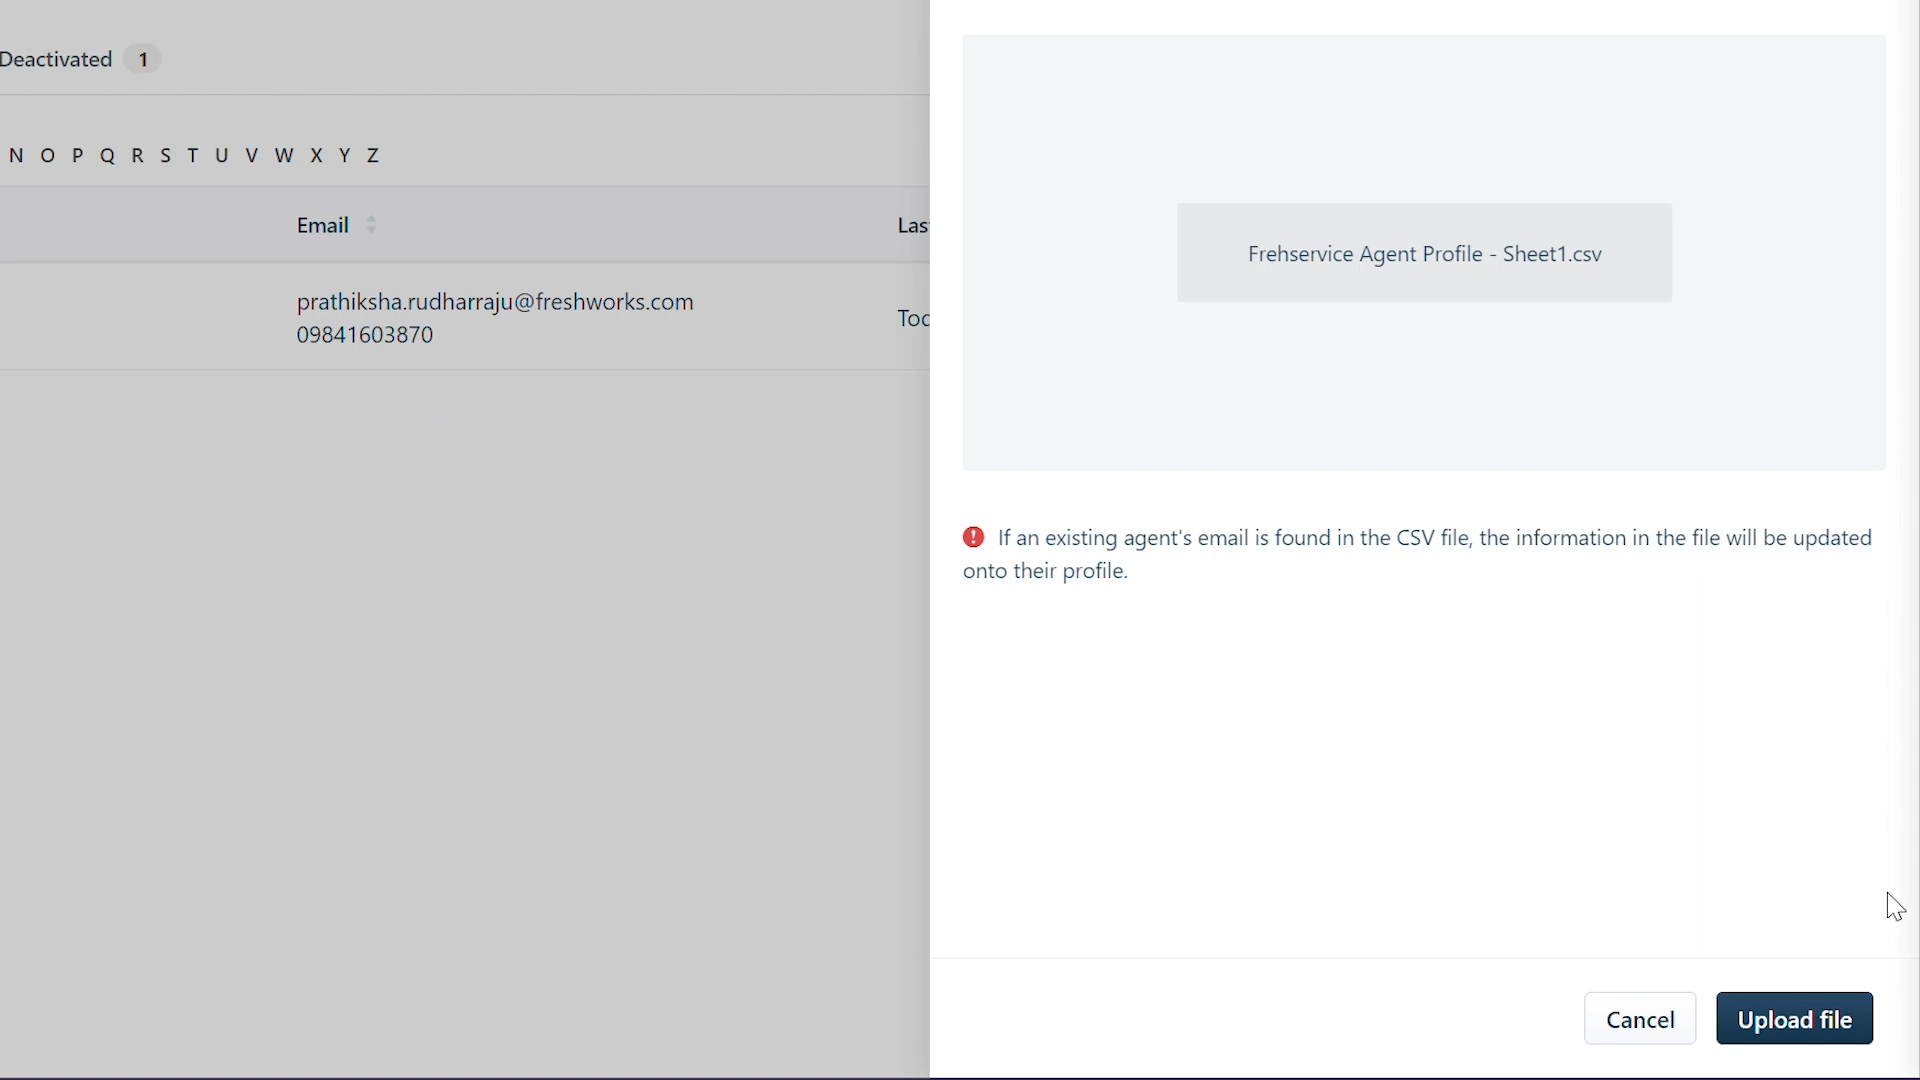 Deactivated 1
N O P Q R S T U V W X Y Z
Email
Las
prathiksha.rudharraju@freshworks.com
09841603870
Tod
Frehservice Agent Profile - Sheet1.csv
If an existing agent's email is found in the CSV file, the information in the file will be updated
onto their profile.
Cancel
Upload file